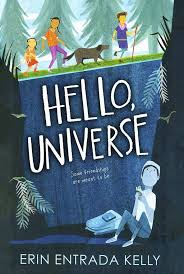 HELLO,
UNIVERSE
Some friendships
are meant to be
ERIN ENTRADA KELLY